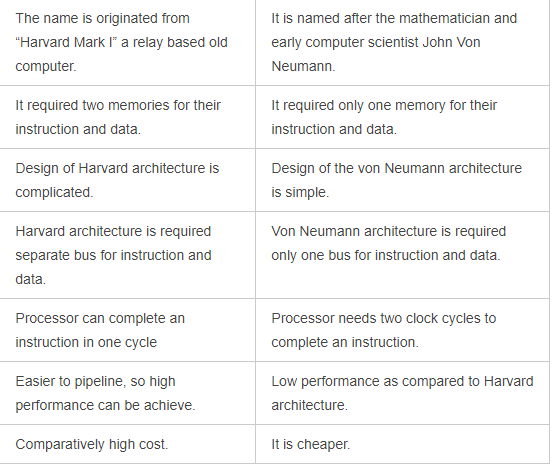 The name is originated from
“Harvard Mark I” a relay based old
computer.
It is named after the mathematician and
early computer scientist John Von
Neumann.
It required two memories for their
instruction and data.
It required only one memory for their
instruction and data.
Design of Harvard architecture is
complicated.
Design of the von Neumann architecture
is simple.
Harvard architecture is required
separate bus for instruction and
data.
Von Neumann architecture is required
only one bus for instruction and data.
Processor can complete an
instruction in one cycle
Processor needs two clock cycles to
complete an instruction.
Easier to pipeline, so high
performance can be achieve.
Low performance as compared to Harvard
architecture.
Comparatively high cost.
It is cheaper.